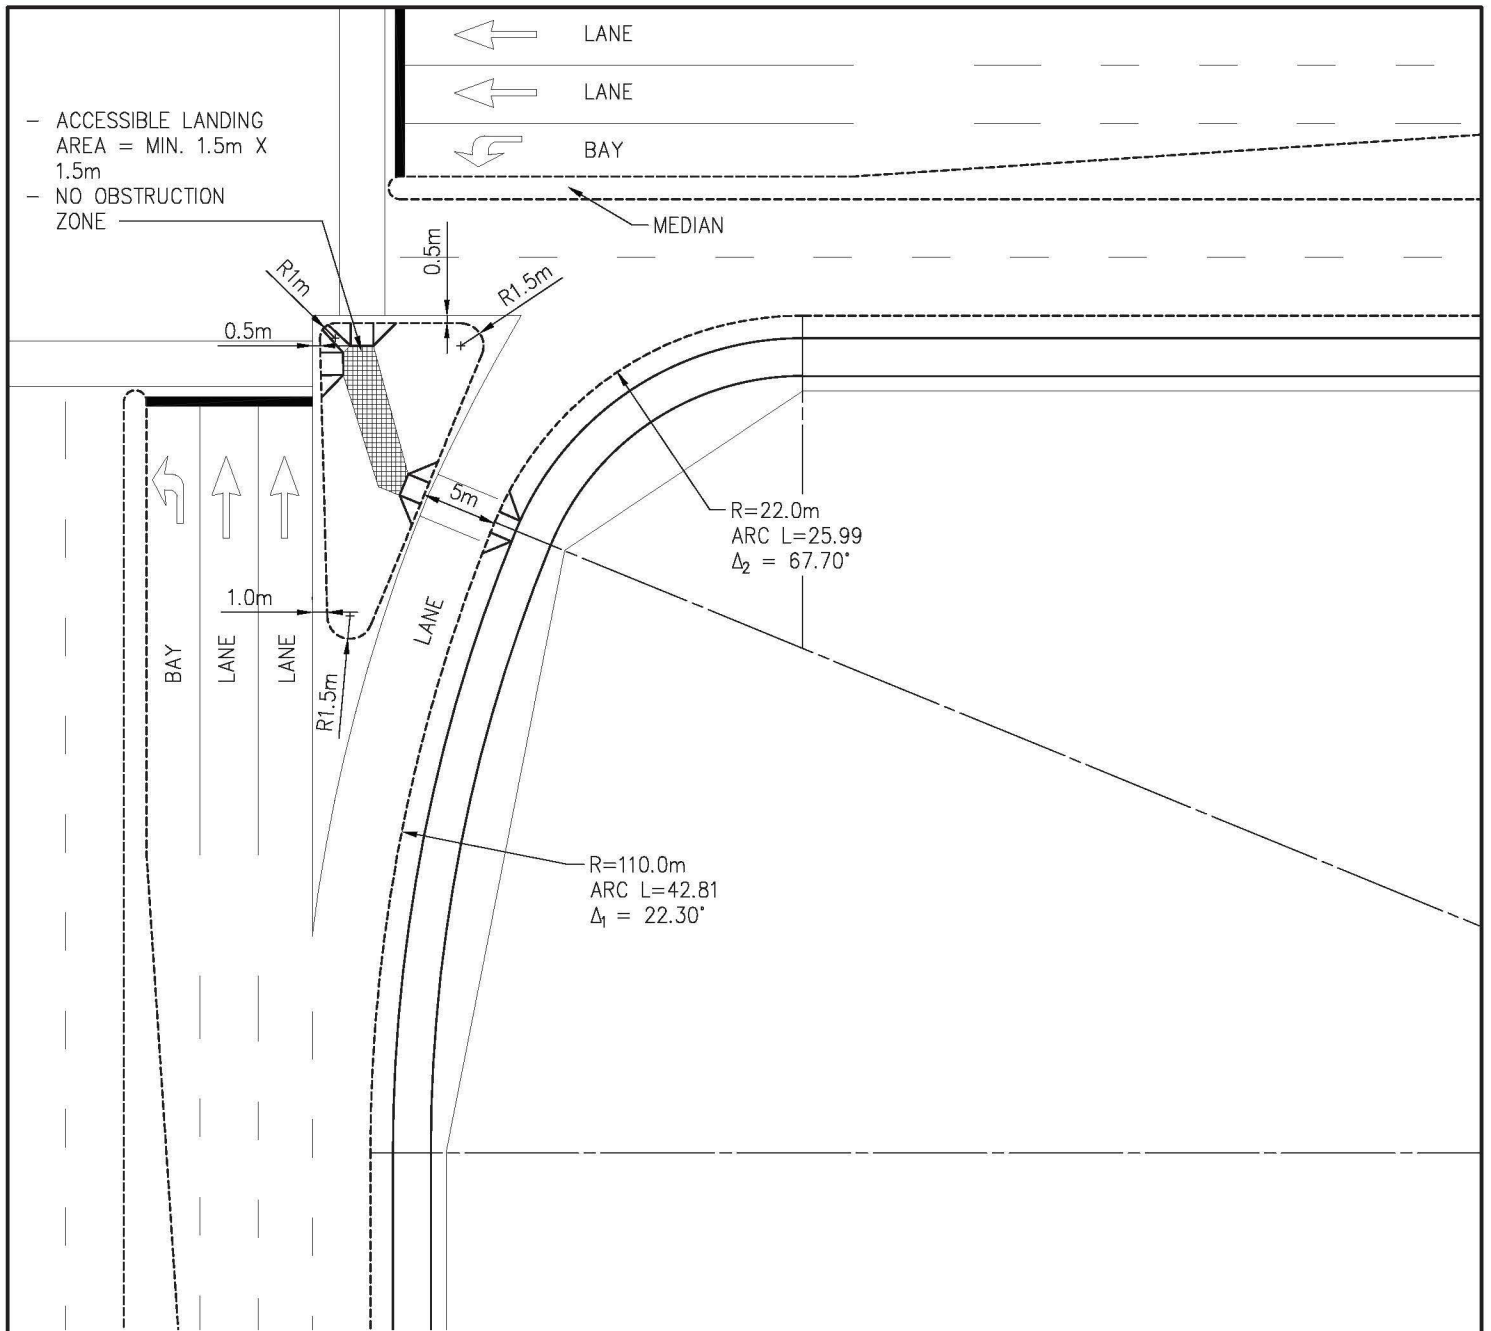 LANE
LANE
BAY
MEDIAN
– ACCESSIBLE LANDING
AREA = MIN. 1.5m X
1.5m
– NO OBSTRUCTION
ZONE
0.5m
R1m
R1.5m
0.5m
5m
R=22.0m
ARC L=25.99
Δ₂ = 67.70°
1.0m
BAY
LANE
LANE
R1.5m
LANE
R=110.0m
ARC L=42.81
Δ₁ = 22.30°